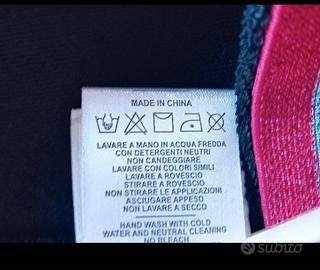 MADE IN CHINA
LAVARE A MANO IN ACQUA FREDDA
CON DETERGENTI NEUTRI
NON CANDEGGIARE
LAVARE CON COLORI SIMILI
LAVARE A ROVESCIO
STIRARE A ROVESCIO
NON STIRARE LE APPLICAZIONI
ASCIUGARE APPESO
NON LAVARE A SECCO
HAND WASH WITH COLD
WATER AND NEUTRAL CLEANING
NO BLEACH
subito